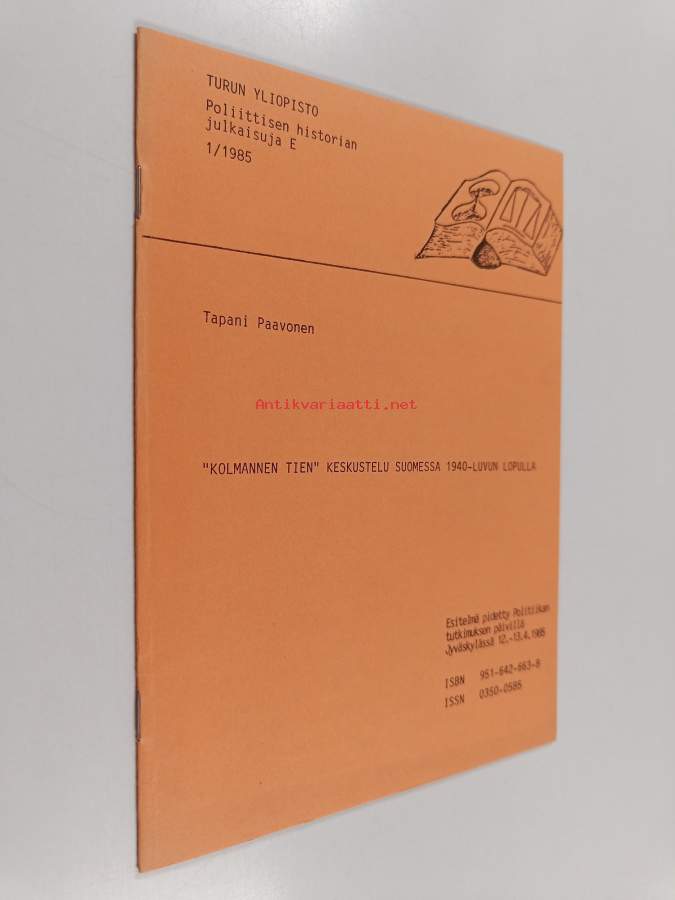 TURUN YLIOPISTO
Poliittisen historian
julkaisuja E
1/1985
Tapani Paavonen
Antikvariaatti.net
"KOLMANNEN TIEN" KESKUSTELU SUOMESSA 1940-LUVUN LOPULLA
Esitelmä pidetty Politiikan
tutkimuksen päivillä
Jyväskylässä 12.-13.4.1985
ISBN 951-642-663-8
ISSN 0350-0585